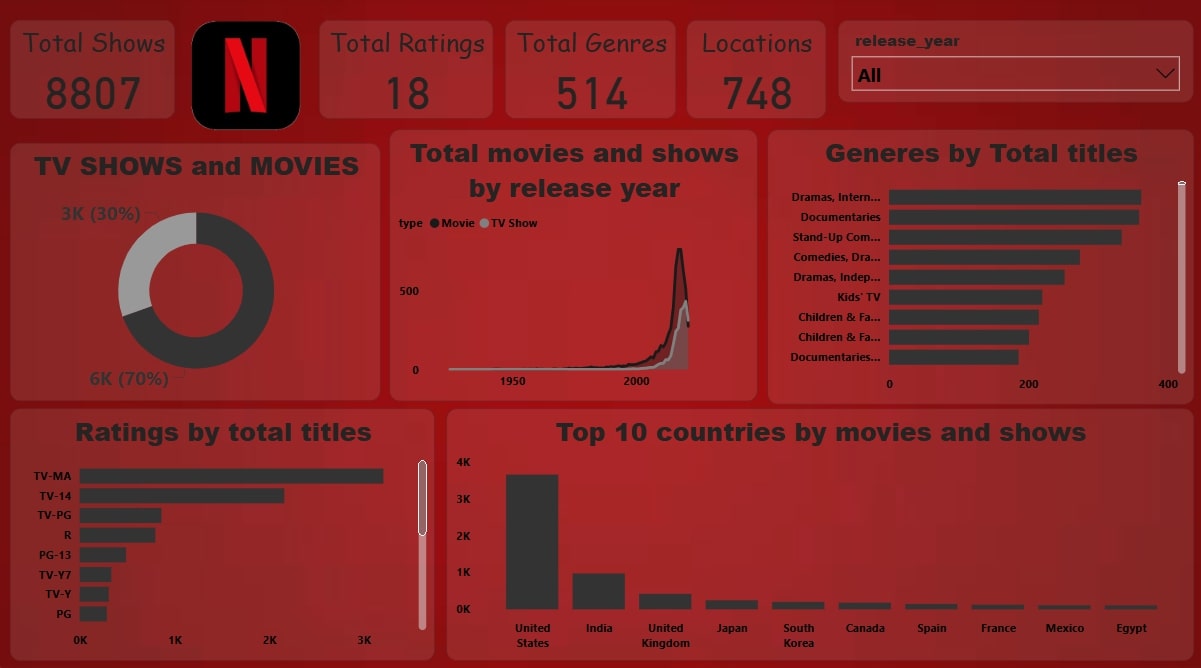 Total Shows
8807
N
Total Ratings
18
Total Genres
514
Locations
748
release_year
All
TV SHOWS and MOVIES
3K (30%)
6K (70%)
Total movies and shows
by release year
type Movie TV Show
500
0
1950 2000
Generes by Total titles
Dramas, Intern...
Documentaries
Stand-Up Com...
Comedies, Dra...
Dramas, Indep...
Kids' TV
Children & Fa...
Children & Fa...
Documentaries...
0 200 400
Ratings by total titles
TV-MA
TV-14
TV-PG
R
PG-13
TV-Y7
TV-Y
PG
0K 1K 2K 3K
Top 10 countries by movies and shows
4K
3K
2K
1K
0K
United States
India
United Kingdom
Japan
South Korea
Canada
Spain
France
Mexico
Egypt